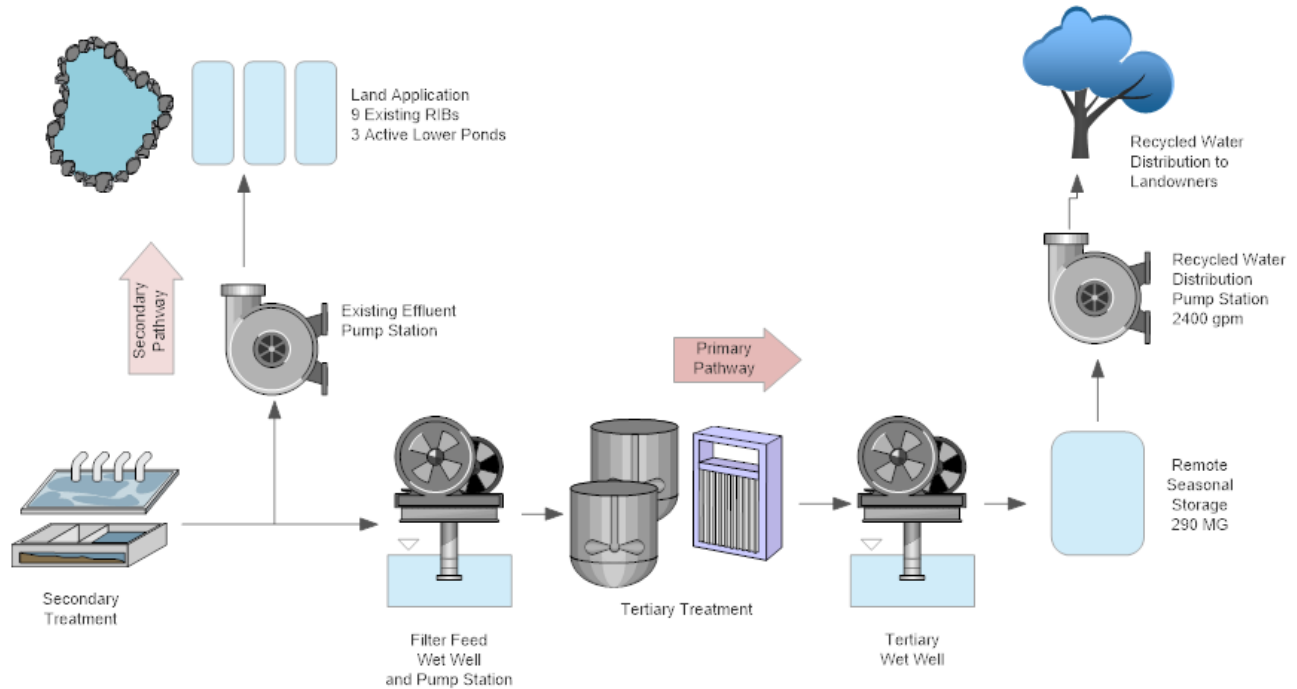 Land Application
9 Existing RIBs
3 Active Lower Ponds
Recycled Water
Distribution to
Landowners
Secondary
Pathway
Existing Effluent
Pump Station
Recycled Water
Distribution
Pump Station
2400 gpm
Primary
Pathway
Remote
Seasonal
Storage
290 MG
Secondary
Treatment
Filter Feed
Wet Well
and Pump Station
Tertiary Treatment
Tertiary
Wet Well